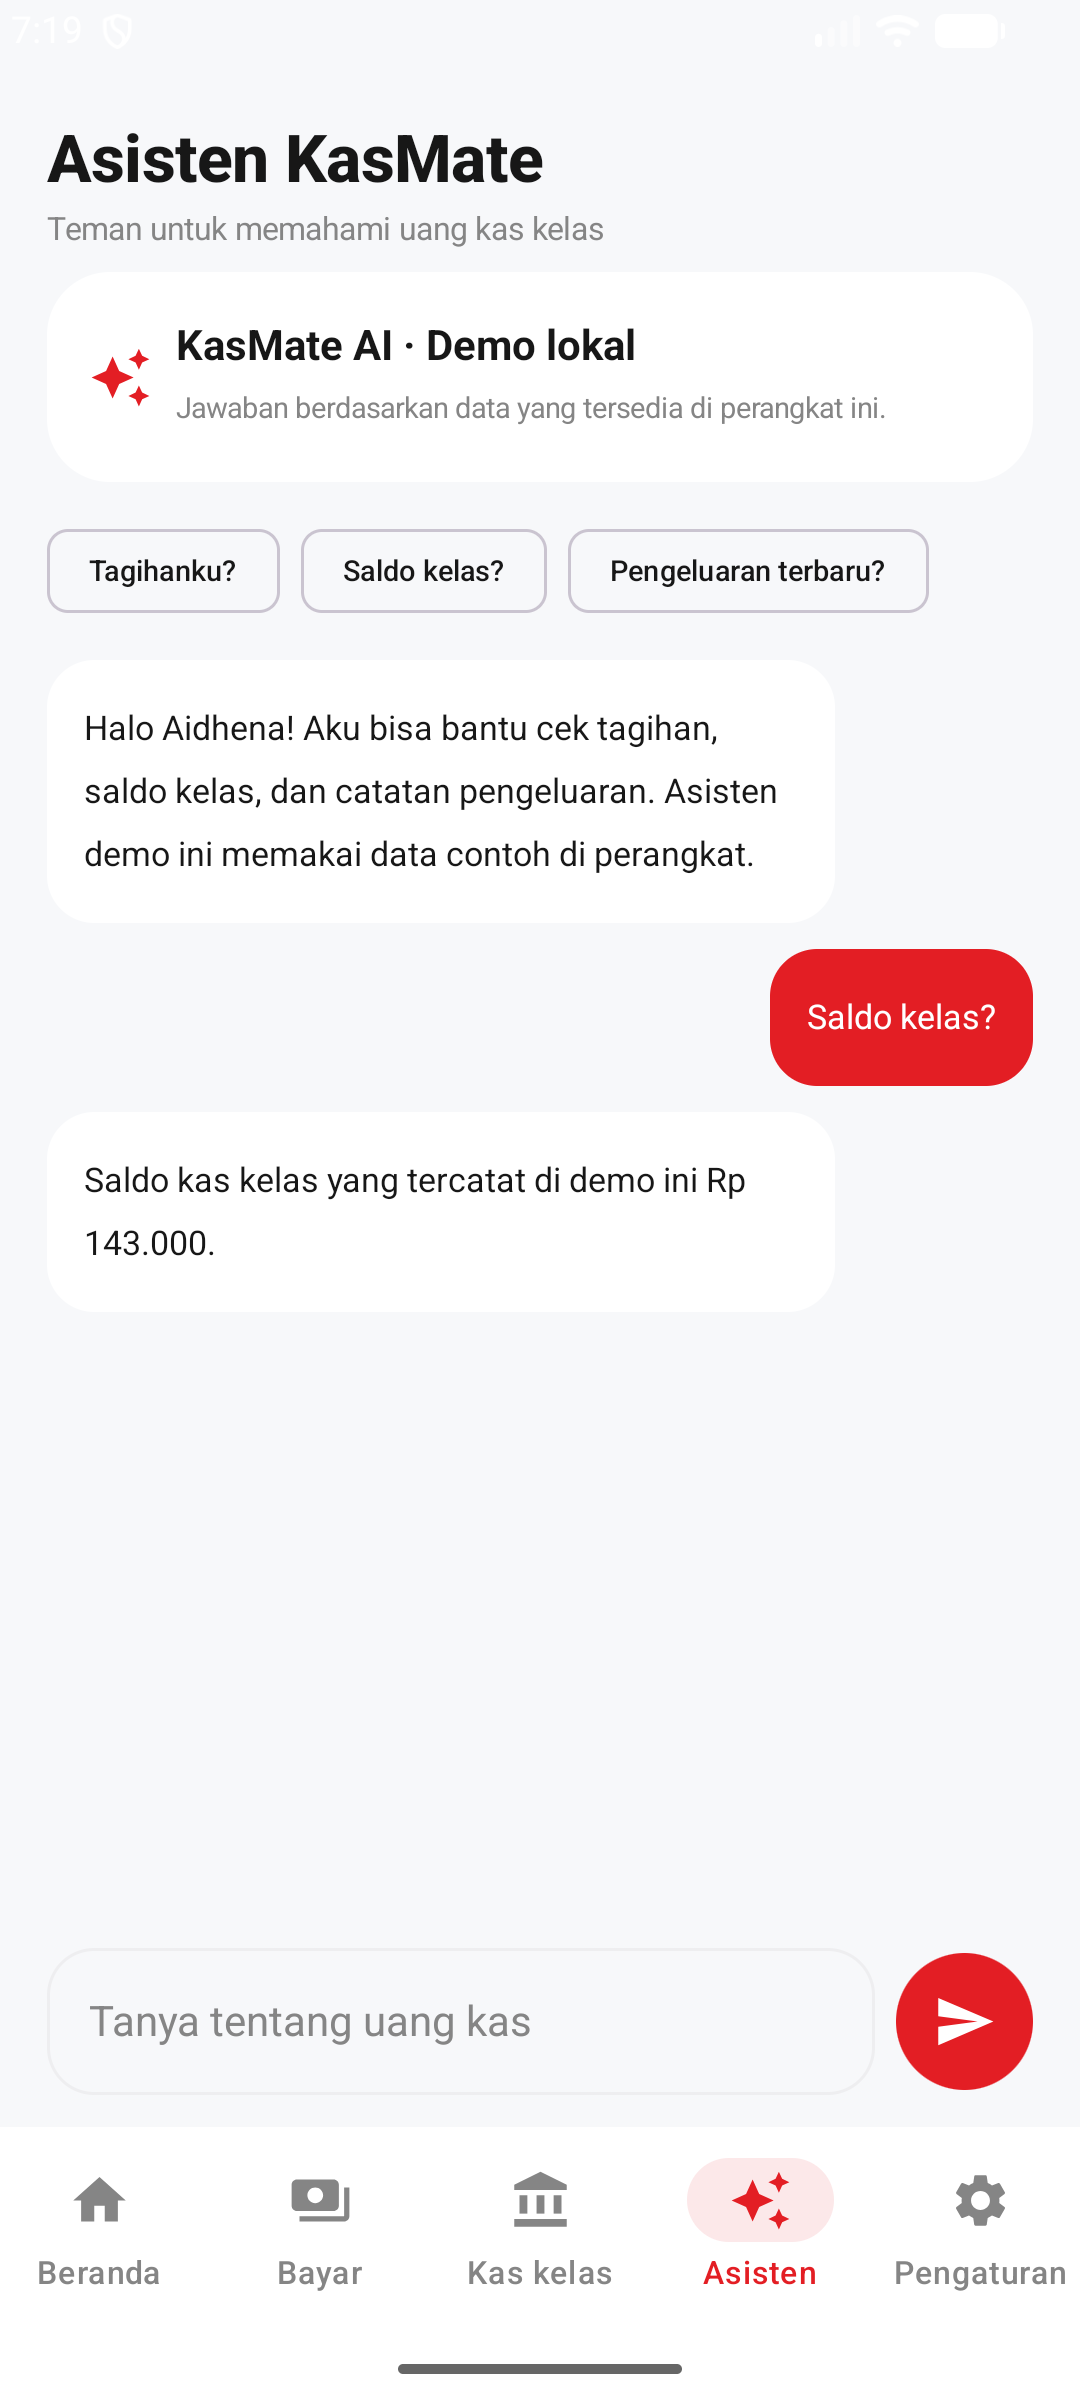 7:19
Asisten KasMate
Teman untuk memahami uang kas kelas
KasMate AI · Demo lokal
Jawaban berdasarkan data yang tersedia di perangkat ini.
Tagihanku?
Saldo kelas?
Pengeluaran terbaru?
Halo Aidhena! Aku bisa bantu cek tagihan,
saldo kelas, dan catatan pengeluaran. Asisten
demo ini memakai data contoh di perangkat.
Saldo kelas?
Saldo kas kelas yang tercatat di demo ini Rp
143.000.
Tanya tentang uang kas
Beranda
Bayar
Kas kelas
Asisten
Pengaturan